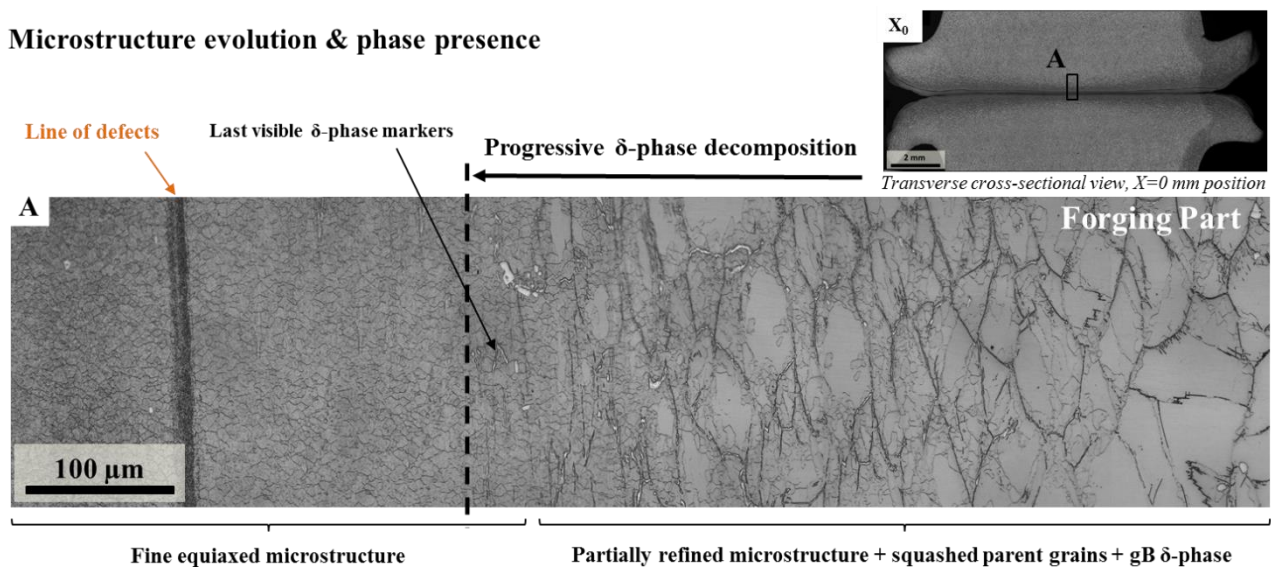 Microstructure evolution & phase presence
X₀
A
2 mm
Transverse cross-sectional view, X=0 mm position
Line of defects
Last visible δ-phase markers
Progressive δ-phase decomposition
A
Forging Part
100 µm
Fine equiaxed microstructure
Partially refined microstructure + squashed parent grains + gB δ-phase